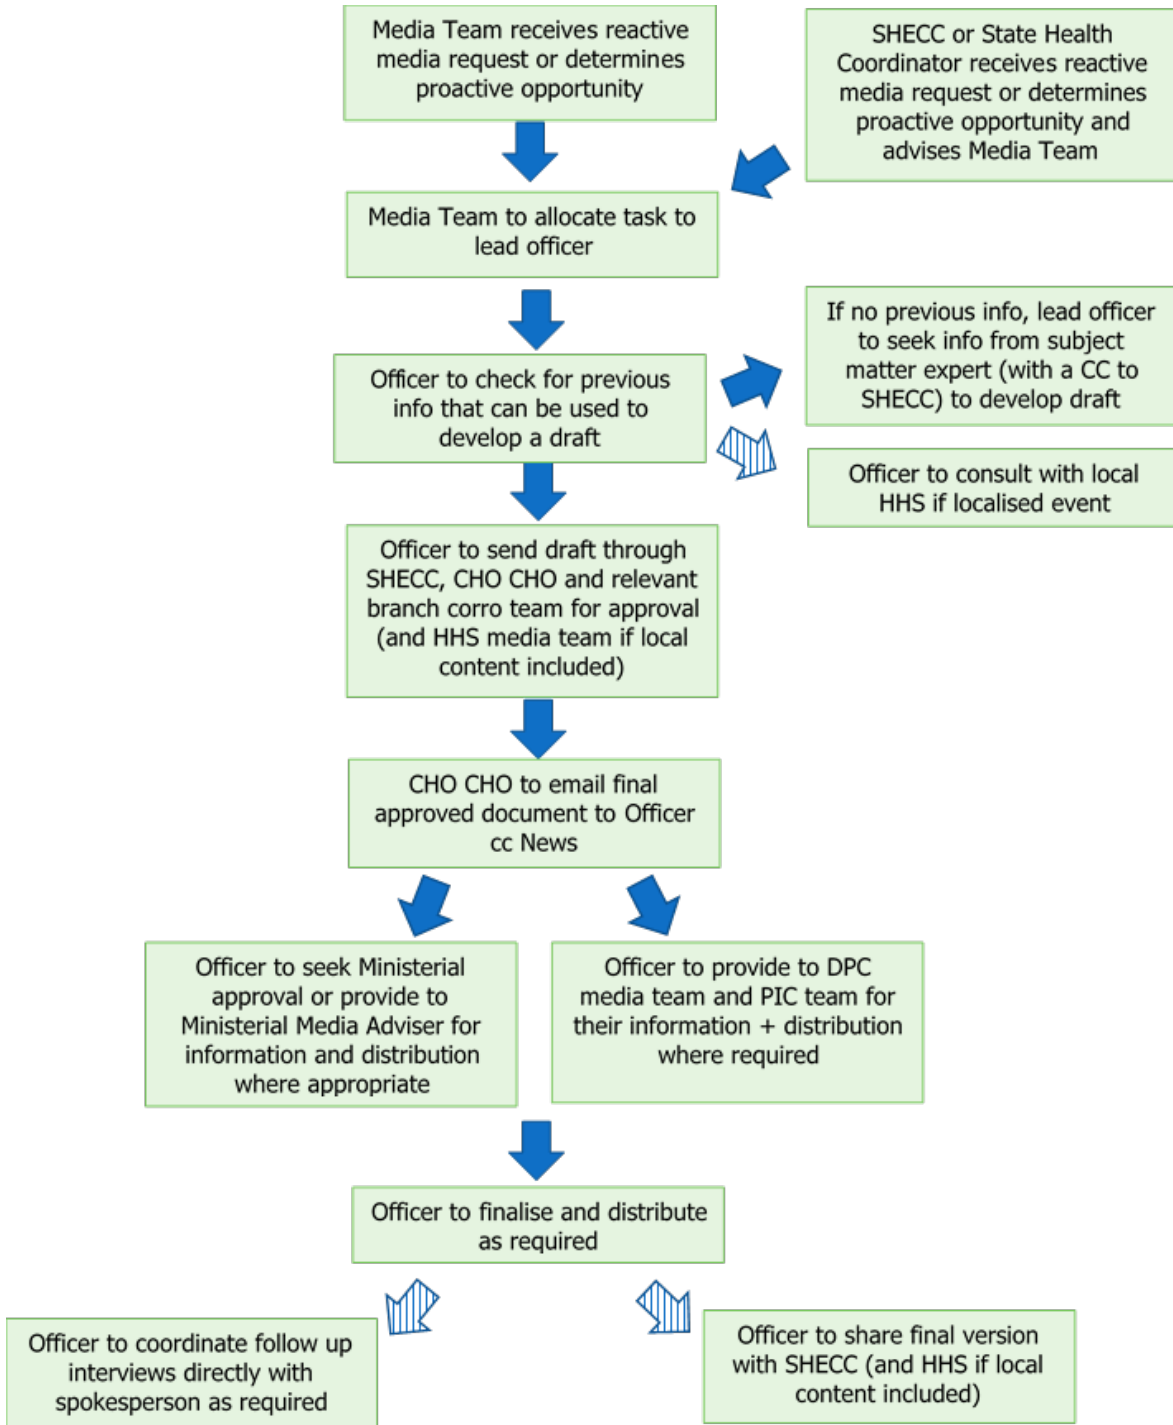 Media Team receives reactive
media request or determines
proactive opportunity
SHECC or State Health
Coordinator receives reactive
media request or determines
proactive opportunity and
advises Media Team
Media Team to allocate task to
lead officer
Officer to check for previous
info that can be used to
develop a draft
If no previous info, lead officer
to seek info from subject
matter expert (with a CC to
SHECC) to develop draft
Officer to consult with local
HHS if localised event
Officer to send draft through
SHECC, CHO CHO and relevant
branch corro team for approval
(and HHS media team if local
content included)
CHO CHO to email final
approved document to Officer
cc News
Officer to seek Ministerial
approval or provide to
Ministerial Media Adviser for
information and distribution
where appropriate
Officer to provide to DPC
media team and PIC team for
their information + distribution
where required
Officer to finalise and distribute
as required
Officer to coordinate follow up
interviews directly with
spokesperson as required
Officer to share final version
with SHECC (and HHS if local
content included)